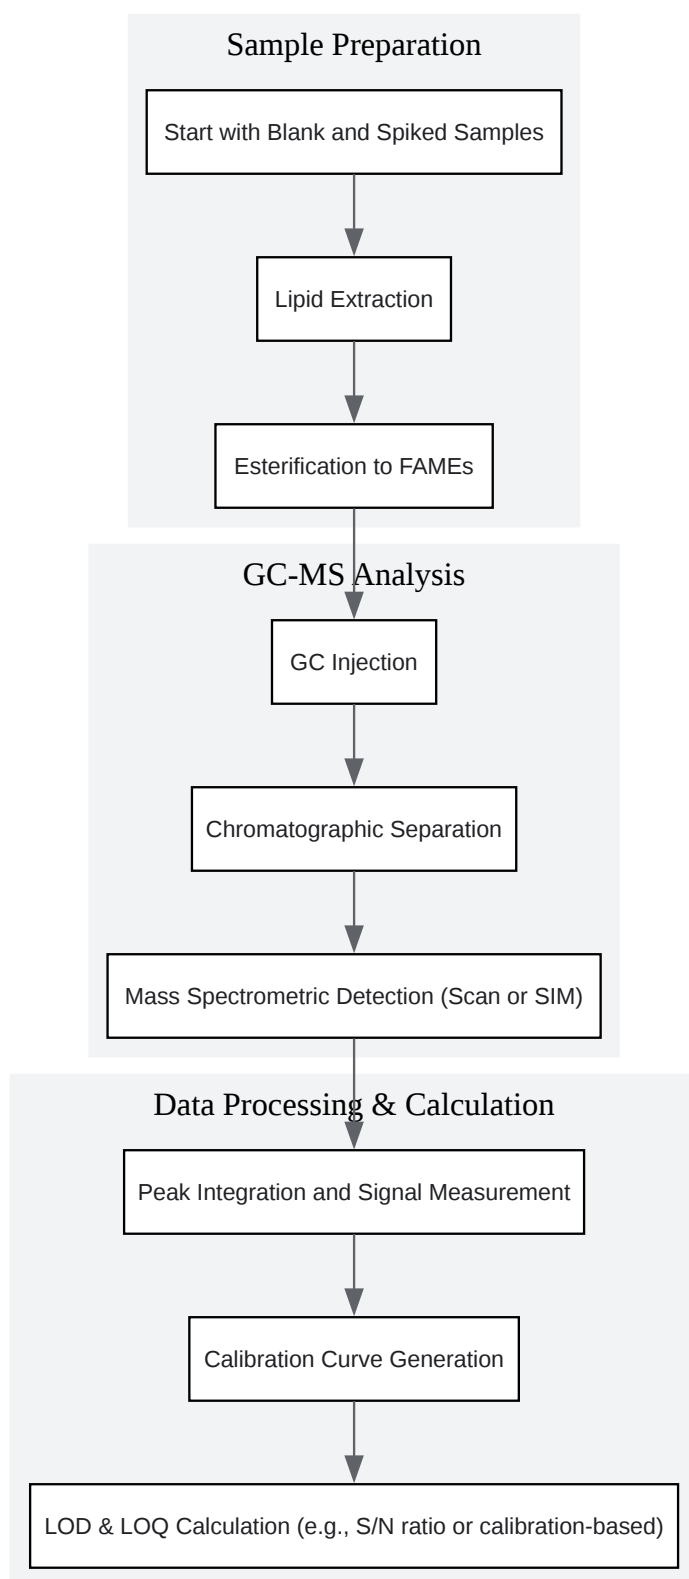 Sample Preparation
Start with Blank and Spiked Samples
Lipid Extraction
Esterification to FAMEs
GC-MS Analysis
GC Injection
Chromatographic Separation
Mass Spectrometric Detection (Scan or SIM)
Data Processing & Calculation
Peak Integration and Signal Measurement
Calibration Curve Generation
LOD & LOQ Calculation (e.g., S/N ratio or calibration-based)